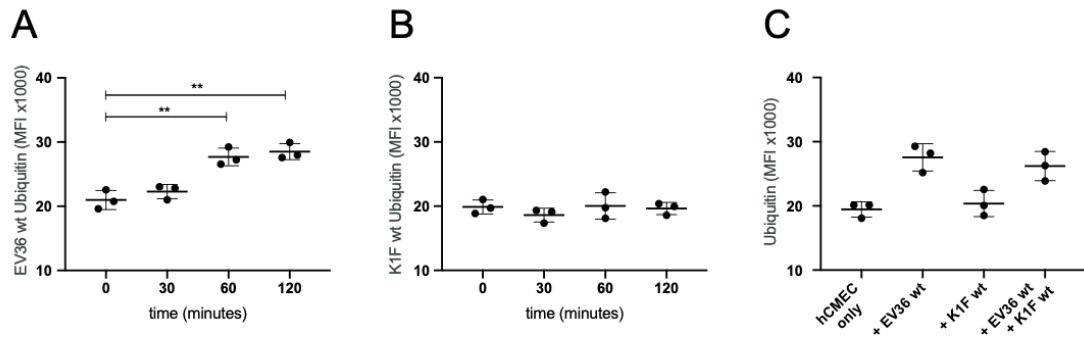 A
EV36 wt Ubiquitin (MFI x1000)
40
30
20
10
**
**
0 30 60 120
time (minutes)
B
K1F wt Ubiquitin (MFI x1000)
40
30
20
10
0 30 60 120
time (minutes)
C
Ubiquitin (MFI x1000)
40
30
20
10
hCMEC
only
+ EV36 wt
+ K1F wt
+ EV36 wt
+ K1F wt